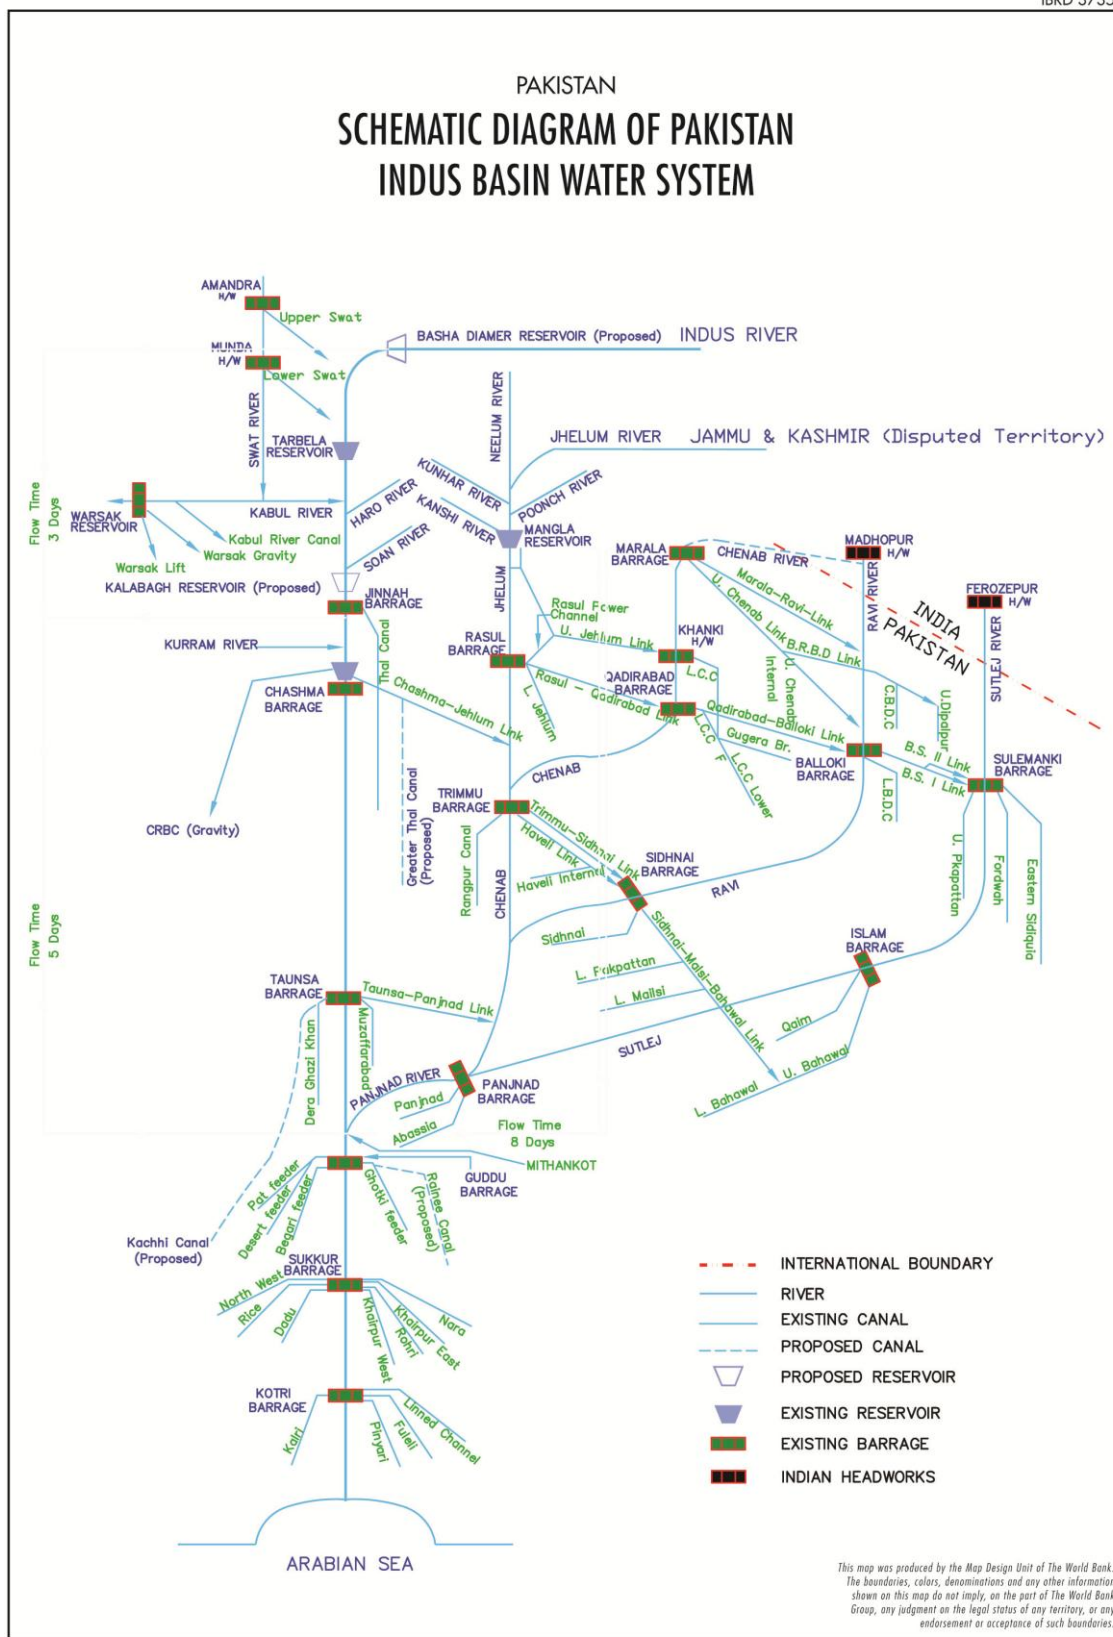 PAKISTAN
SCHEMATIC DIAGRAM OF PAKISTAN
INDUS BASIN WATER SYSTEM
AMANDRA
H/W
Upper Swat
MUNDA
H/W
Lower Swat
BASHA DIAMER RESERVOIR (Proposed)
INDUS RIVER
SWAT RIVER
TARBELA
RESERVOIR
NEELUM RIVER
JHELUM RIVER
JAMMU & KASHMIR (Disputed Territory)
KUNHAR RIVER
POONCH RIVER
KANSHI RIVER
HARO RIVER
Flow Time
3 Days
WARSAK
RESERVOIR
KABUL RIVER
Kabul River Canal
Warsak Gravity
Warsak Lift
SOAN RIVER
MANGLA
RESERVOIR
KALABAGH RESERVOIR (Proposed)
JINNAH
BARRAGE
JHELUM
MARALA
BARRAGE
CHENAB RIVER
MADHOPUR
H/W
FEROZEPUR
H/W
INDIA
PAKISTAN
RAVI RIVER
SUTLEJ RIVER
Marala-Ravi-Link
U. Chenab Link
B.R.B.D Link
U. Chenab
Internal
C.B.D.C
U.Dipalpur
KURRAM RIVER
Thal Canal
RASUL
BARRAGE
Rasul Power
Channel
U. Jehlum Link
KHANKI
H/W
L.C.C
QADIRABAD
BARRAGE
Rasul - Qadirabad Link
L. Jehlum
CHASHMA
BARRAGE
Chashma-Jehlum Link
Qadirabad-Balloki Link
L.C.C F
Gugera Br.
L.C.C Lower
BALLOKI
BARRAGE
B.S. II Link
B.S. I Link
SULEMANKI
BARRAGE
L.B.D.C
CHENAB
CRBC (Gravity)
Greater Thal Canal
(Proposed)
TRIMMU
BARRAGE
Trimmu-Sidhnai Link
Haveli Link
Haveli Internal
Rangpur Canal
CHENAB
SIDHNAI
BARRAGE
RAVI
U. Pkapattan
Fordwah
Eastern Sidiquia
Flow Time
5 Days
Sidhnai
Sidhnai-Malsi-Bahawal Link
L. Pakpattan
L. Mailsi
ISLAM
BARRAGE
Qaim
U. Bahawal
L. Bahawal
SUTLEJ
TAUNSA
BARRAGE
Taunsa-Panjnad Link
Dera Ghazi Khan
Muzaffarabad
PANJNAD RIVER
Panjnad
Abassia
PANJNAD
BARRAGE
Flow Time
8 Days
MITHANKOT
GUDDU
BARRAGE
Pat feeder
Desert feeder
Begari feeder
Ghotki feeder
Rainee Canal
(Proposed)
Kachhi Canal
(Proposed)
SUKKUR
BARRAGE
North West
Rice
Dadu
Khairpur West
Rohri
Khairpur East
Nara
KOTRI
BARRAGE
Kalri
Pinyari
Fuleli
Linned Channel
ARABIAN SEA
INTERNATIONAL BOUNDARY
RIVER
EXISTING CANAL
PROPOSED CANAL
PROPOSED RESERVOIR
EXISTING RESERVOIR
EXISTING BARRAGE
INDIAN HEADWORKS
This map was produced by the Map Design Unit of The World Bank.
The boundaries, colors, denominations and any other information
shown on this map do not imply, on the part of The World Bank
Group, any judgment on the legal status of any territory, or any
endorsement or acceptance of such boundaries.